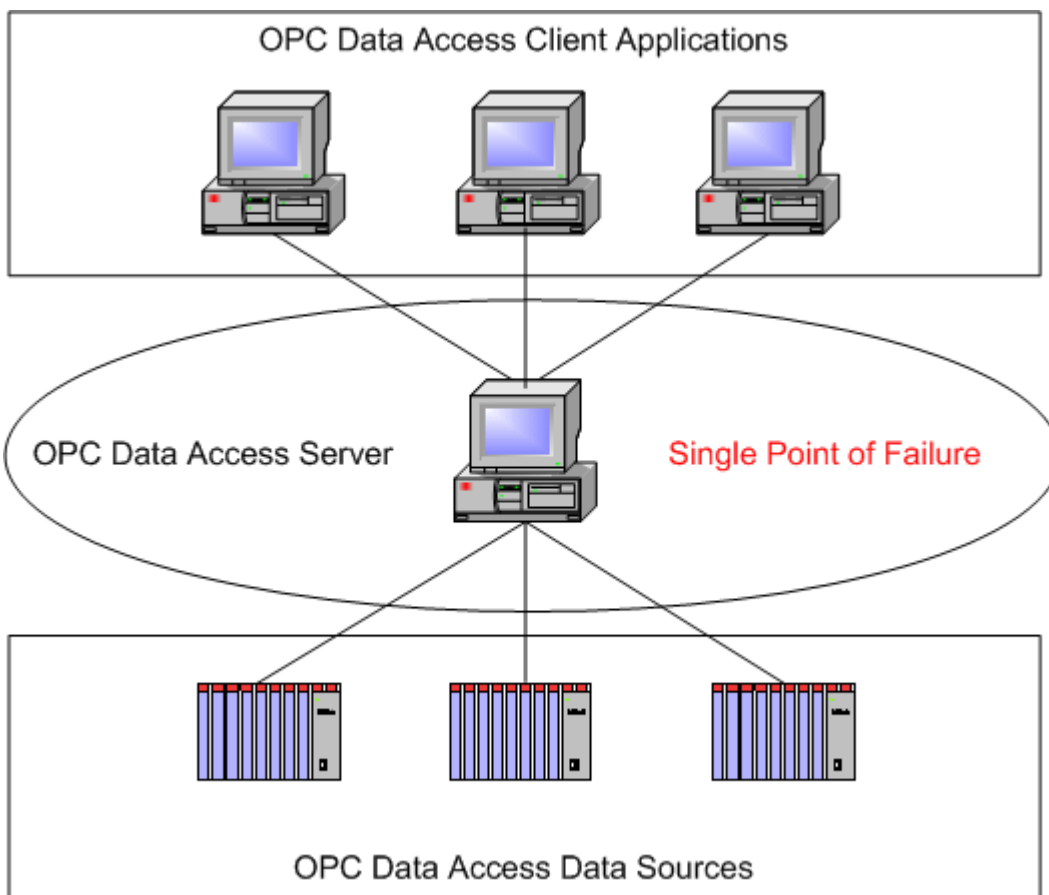 OPC Data Access Client Applications
OPC Data Access Server
Single Point of Failure
OPC Data Access Data Sources